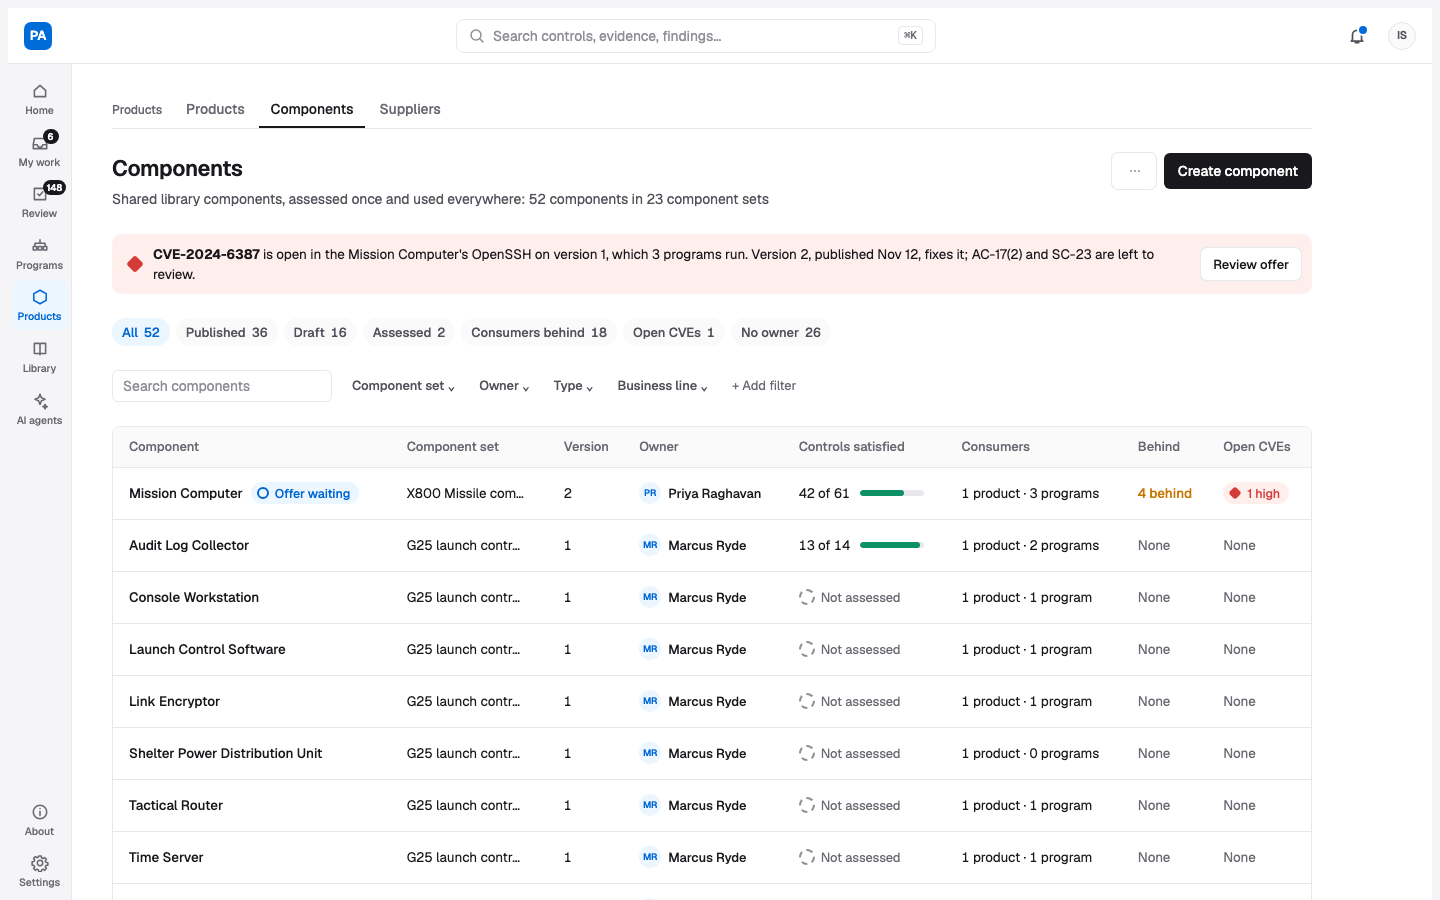 PA
Search controls, evidence, findings...
⌘K
IS
Home
6
My work
148
Review
Programs
Products
Library
AI agents
About
Settings
Products Products Components Suppliers
Components
Shared library components, assessed once and used everywhere: 52 components in 23 component sets
...
Create component
CVE-2024-6387 is open in the Mission Computer's OpenSSH on version 1, which 3 programs run. Version 2, published Nov 12, fixes it; AC-17(2) and SC-23 are left to
review.
Review offer
All 52 Published 36 Draft 16 Assessed 2 Consumers behind 18 Open CVEs 1 No owner 26
Search components Component set Owner Type Business line + Add filter
Component Component set Version Owner Controls satisfied Consumers Behind Open CVEs
Mission Computer Offer waiting X800 Missile com... 2 PR Priya Raghavan 42 of 61 1 product · 3 programs 4 behind 1 high
Audit Log Collector G25 launch contr... 1 MR Marcus Ryde 13 of 14 1 product · 2 programs None None
Console Workstation G25 launch contr... 1 MR Marcus Ryde Not assessed 1 product · 1 program None None
Launch Control Software G25 launch contr... 1 MR Marcus Ryde Not assessed 1 product · 1 program None None
Link Encryptor G25 launch contr... 1 MR Marcus Ryde Not assessed 1 product · 1 program None None
Shelter Power Distribution Unit G25 launch contr... 1 MR Marcus Ryde Not assessed 1 product · 0 programs None None
Tactical Router G25 launch contr... 1 MR Marcus Ryde Not assessed 1 product · 1 program None None
Time Server G25 launch contr... 1 MR Marcus Ryde Not assessed 1 product · 1 program None None